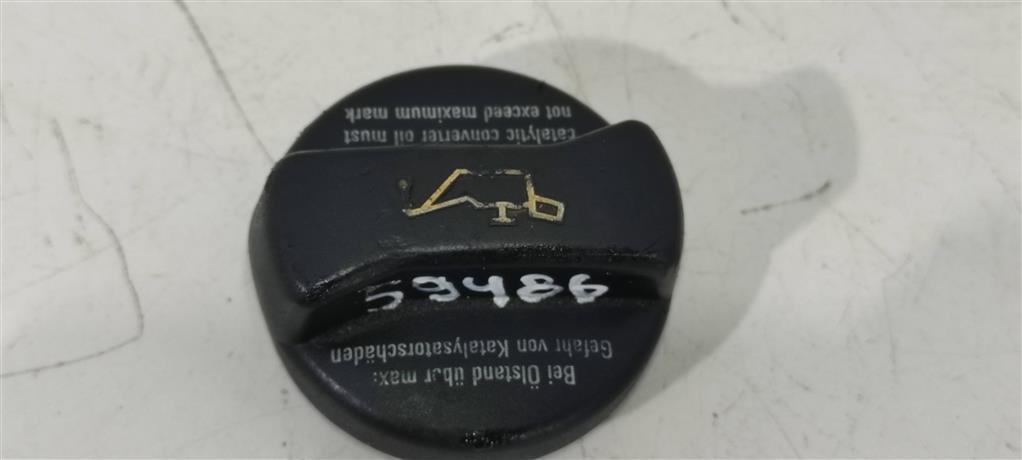 Bei Ölstand über max:
Gefahr von Katalysatorschäden
59486
catalytic converter oil must
not exceed maximum mark